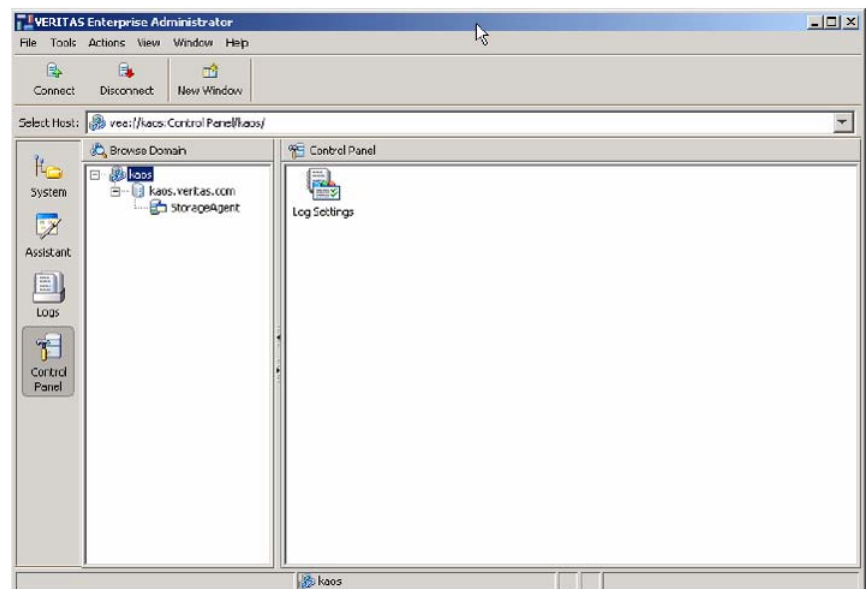 VERITAS Enterprise Administrator
File Tools Actions View Window Help
Connect Disconnect New Window
Select Host: vea://kaos:Control Panel/kaos/
Browse Domain
Control Panel
System
Assistant
Logs
Control
Panel
kaos
kaos.veritas.com
StorageAgent
Log Settings
kaos